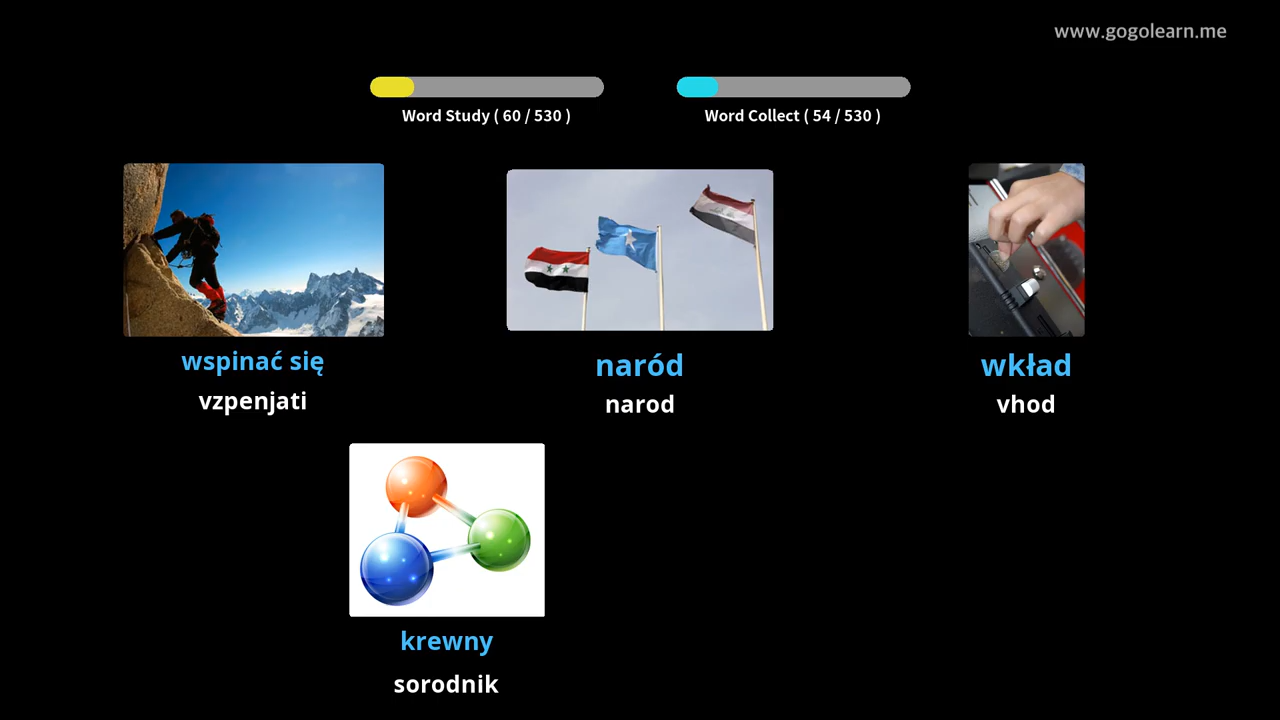 www.gogolearn.me
Word Study ( 60 / 530 )
Word Collect ( 54 / 530 )
wspinać się
vzpenjati
naród
narod
wkład
vhod
krewny
sorodnik